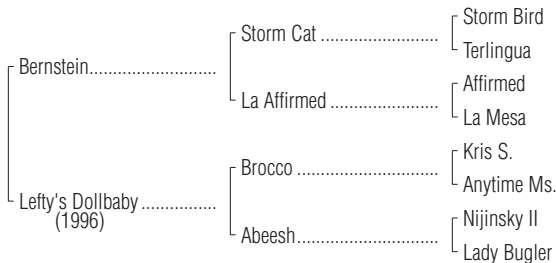 Storm Bird
Storm Cat ........................
Terlingua
Bernstein..........................
Affirmed
La Affirmed ......................
La Mesa
Kris S.
Brocco .............................
Anytime Ms.
Lefty's Dollbaby ...............
(1996)
Nijinsky II
Abeesh.............................
Lady Bugler